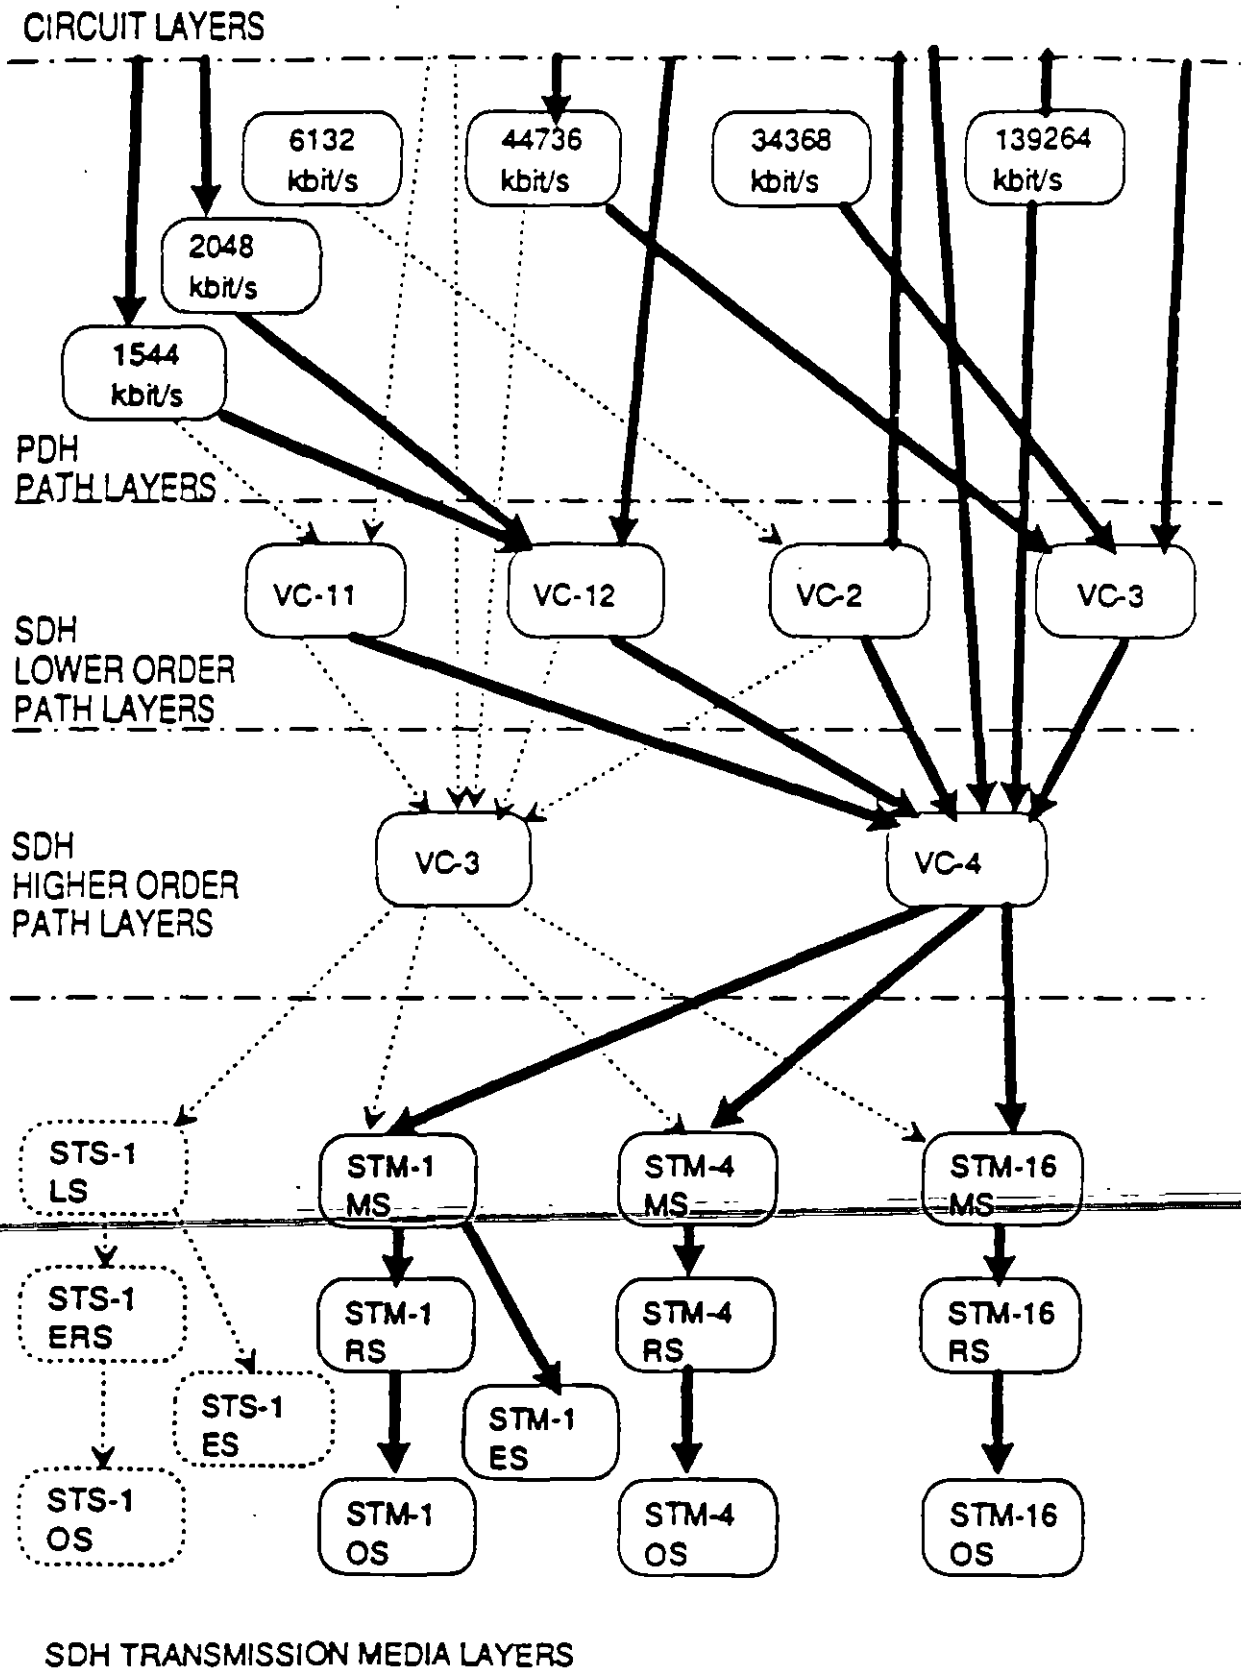 CIRCUIT LAYERS
6132
kbit/s
44736
kbit/s
34368
kbit/s
139264
kbit/s
2048
kbit/s
1544
kbit/s
PDH
PATH LAYERS
VC-11
VC-12
VC-2
VC-3
SDH
LOWER ORDER
PATH LAYERS
SDH
HIGHER ORDER
PATH LAYERS
VC-3
VC-4
STS-1
LS
STM-1
MS
STM-4
MS
STM-16
MS
STS-1
ERS
STM-1
RS
STM-4
RS
STM-16
RS
STS-1
ES
STM-1
ES
STS-1
OS
STM-1
OS
STM-4
OS
STM-16
OS
SDH TRANSMISSION MEDIA LAYERS